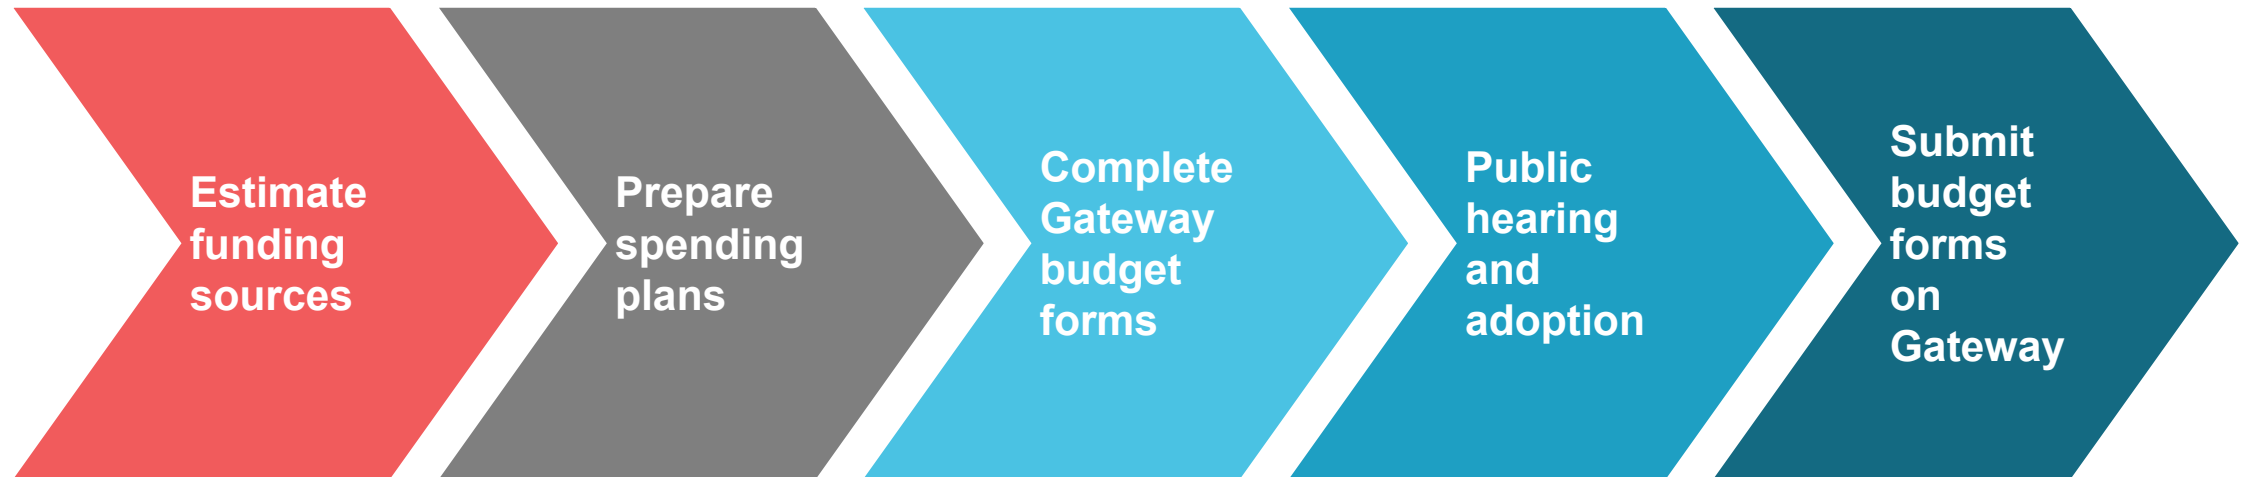 Estimate
funding
sources
Prepare
spending
plans
Complete
Gateway
budget
forms
Public
hearing
and
adoption
Submit
budget
forms
on
Gateway